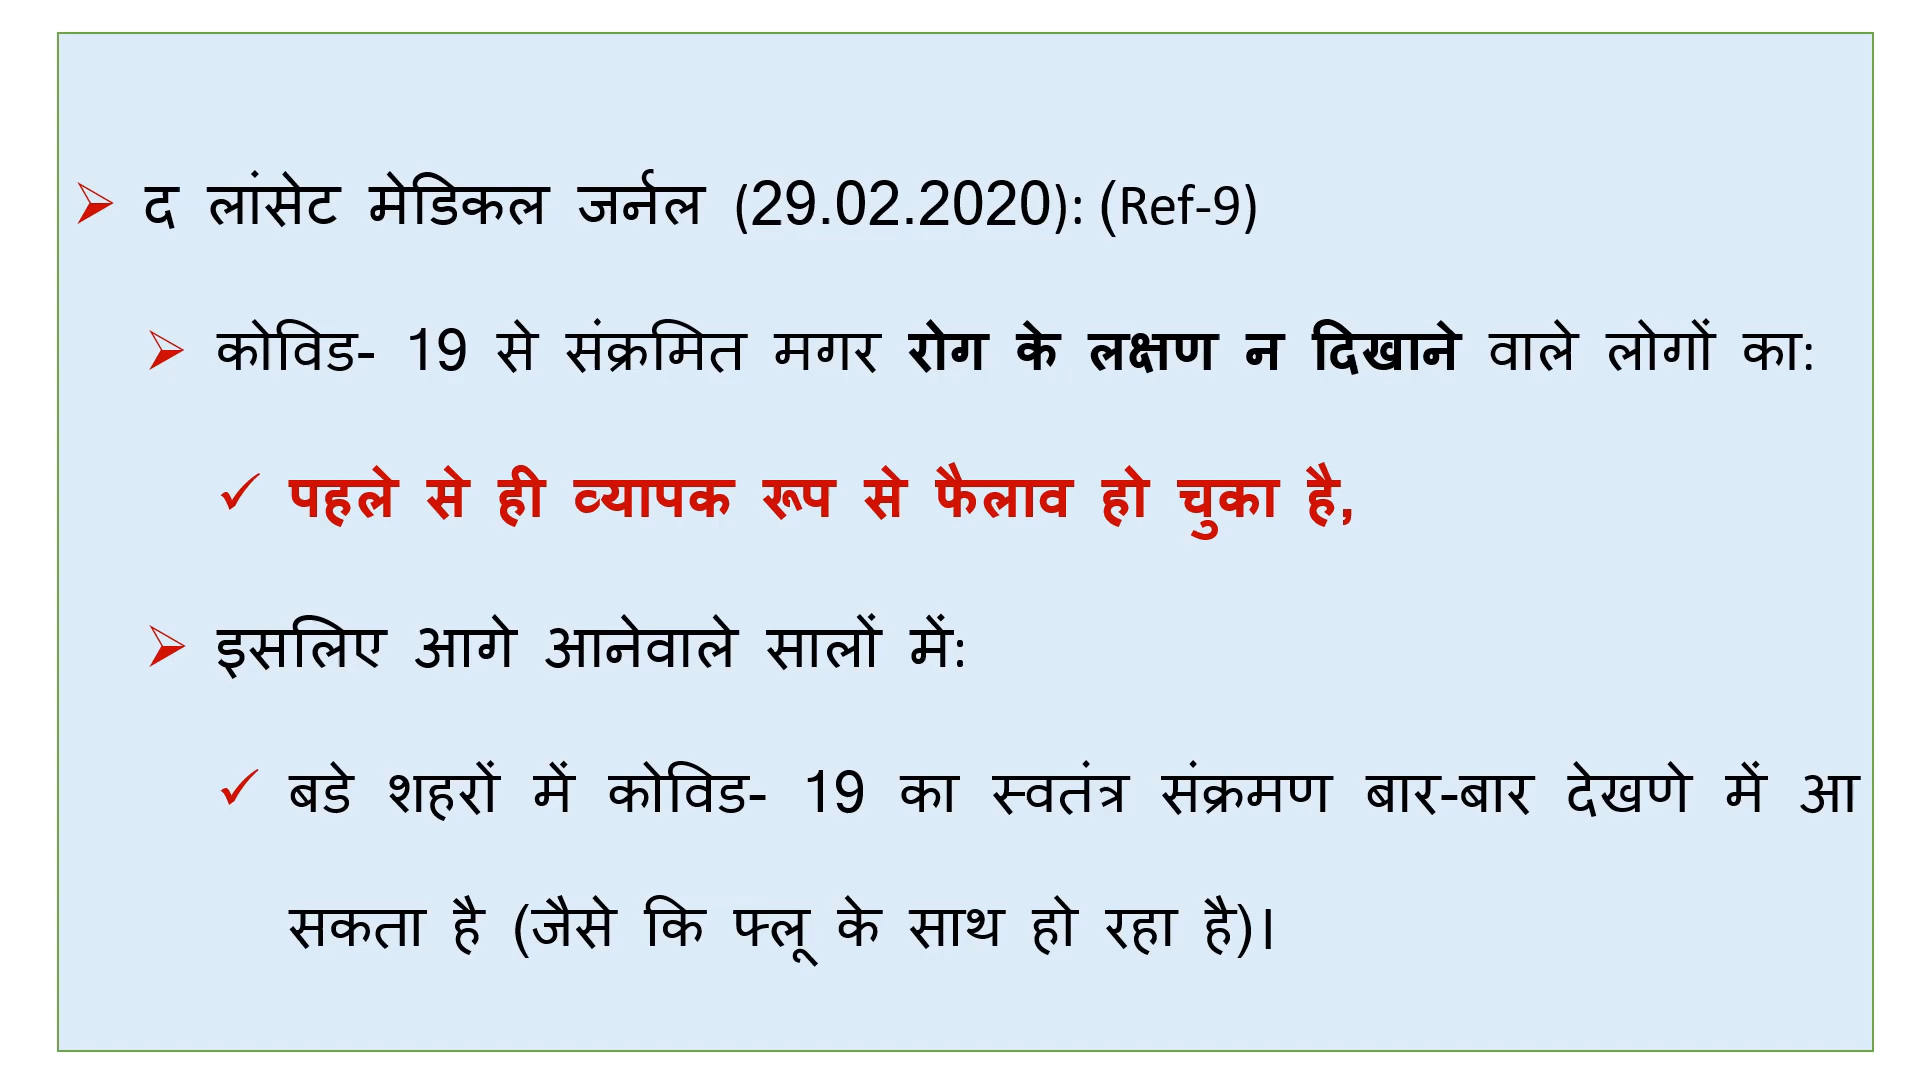 द लांसेट मेडिकल जर्नल (29.02.2020): (Ref-9)
कोविड- 19 से संक्रमित मगर रोग के लक्षण न दिखाने वाले लोगों का:
पहले से ही व्यापक रूप से फैलाव हो चुका है,
इसलिए आगे आनेवाले सालों में:
बडे शहरों में कोविड- 19 का स्वतंत्र संक्रमण बार-बार देखणे में आ
सकता है (जैसे कि फ्लू के साथ हो रहा है)।